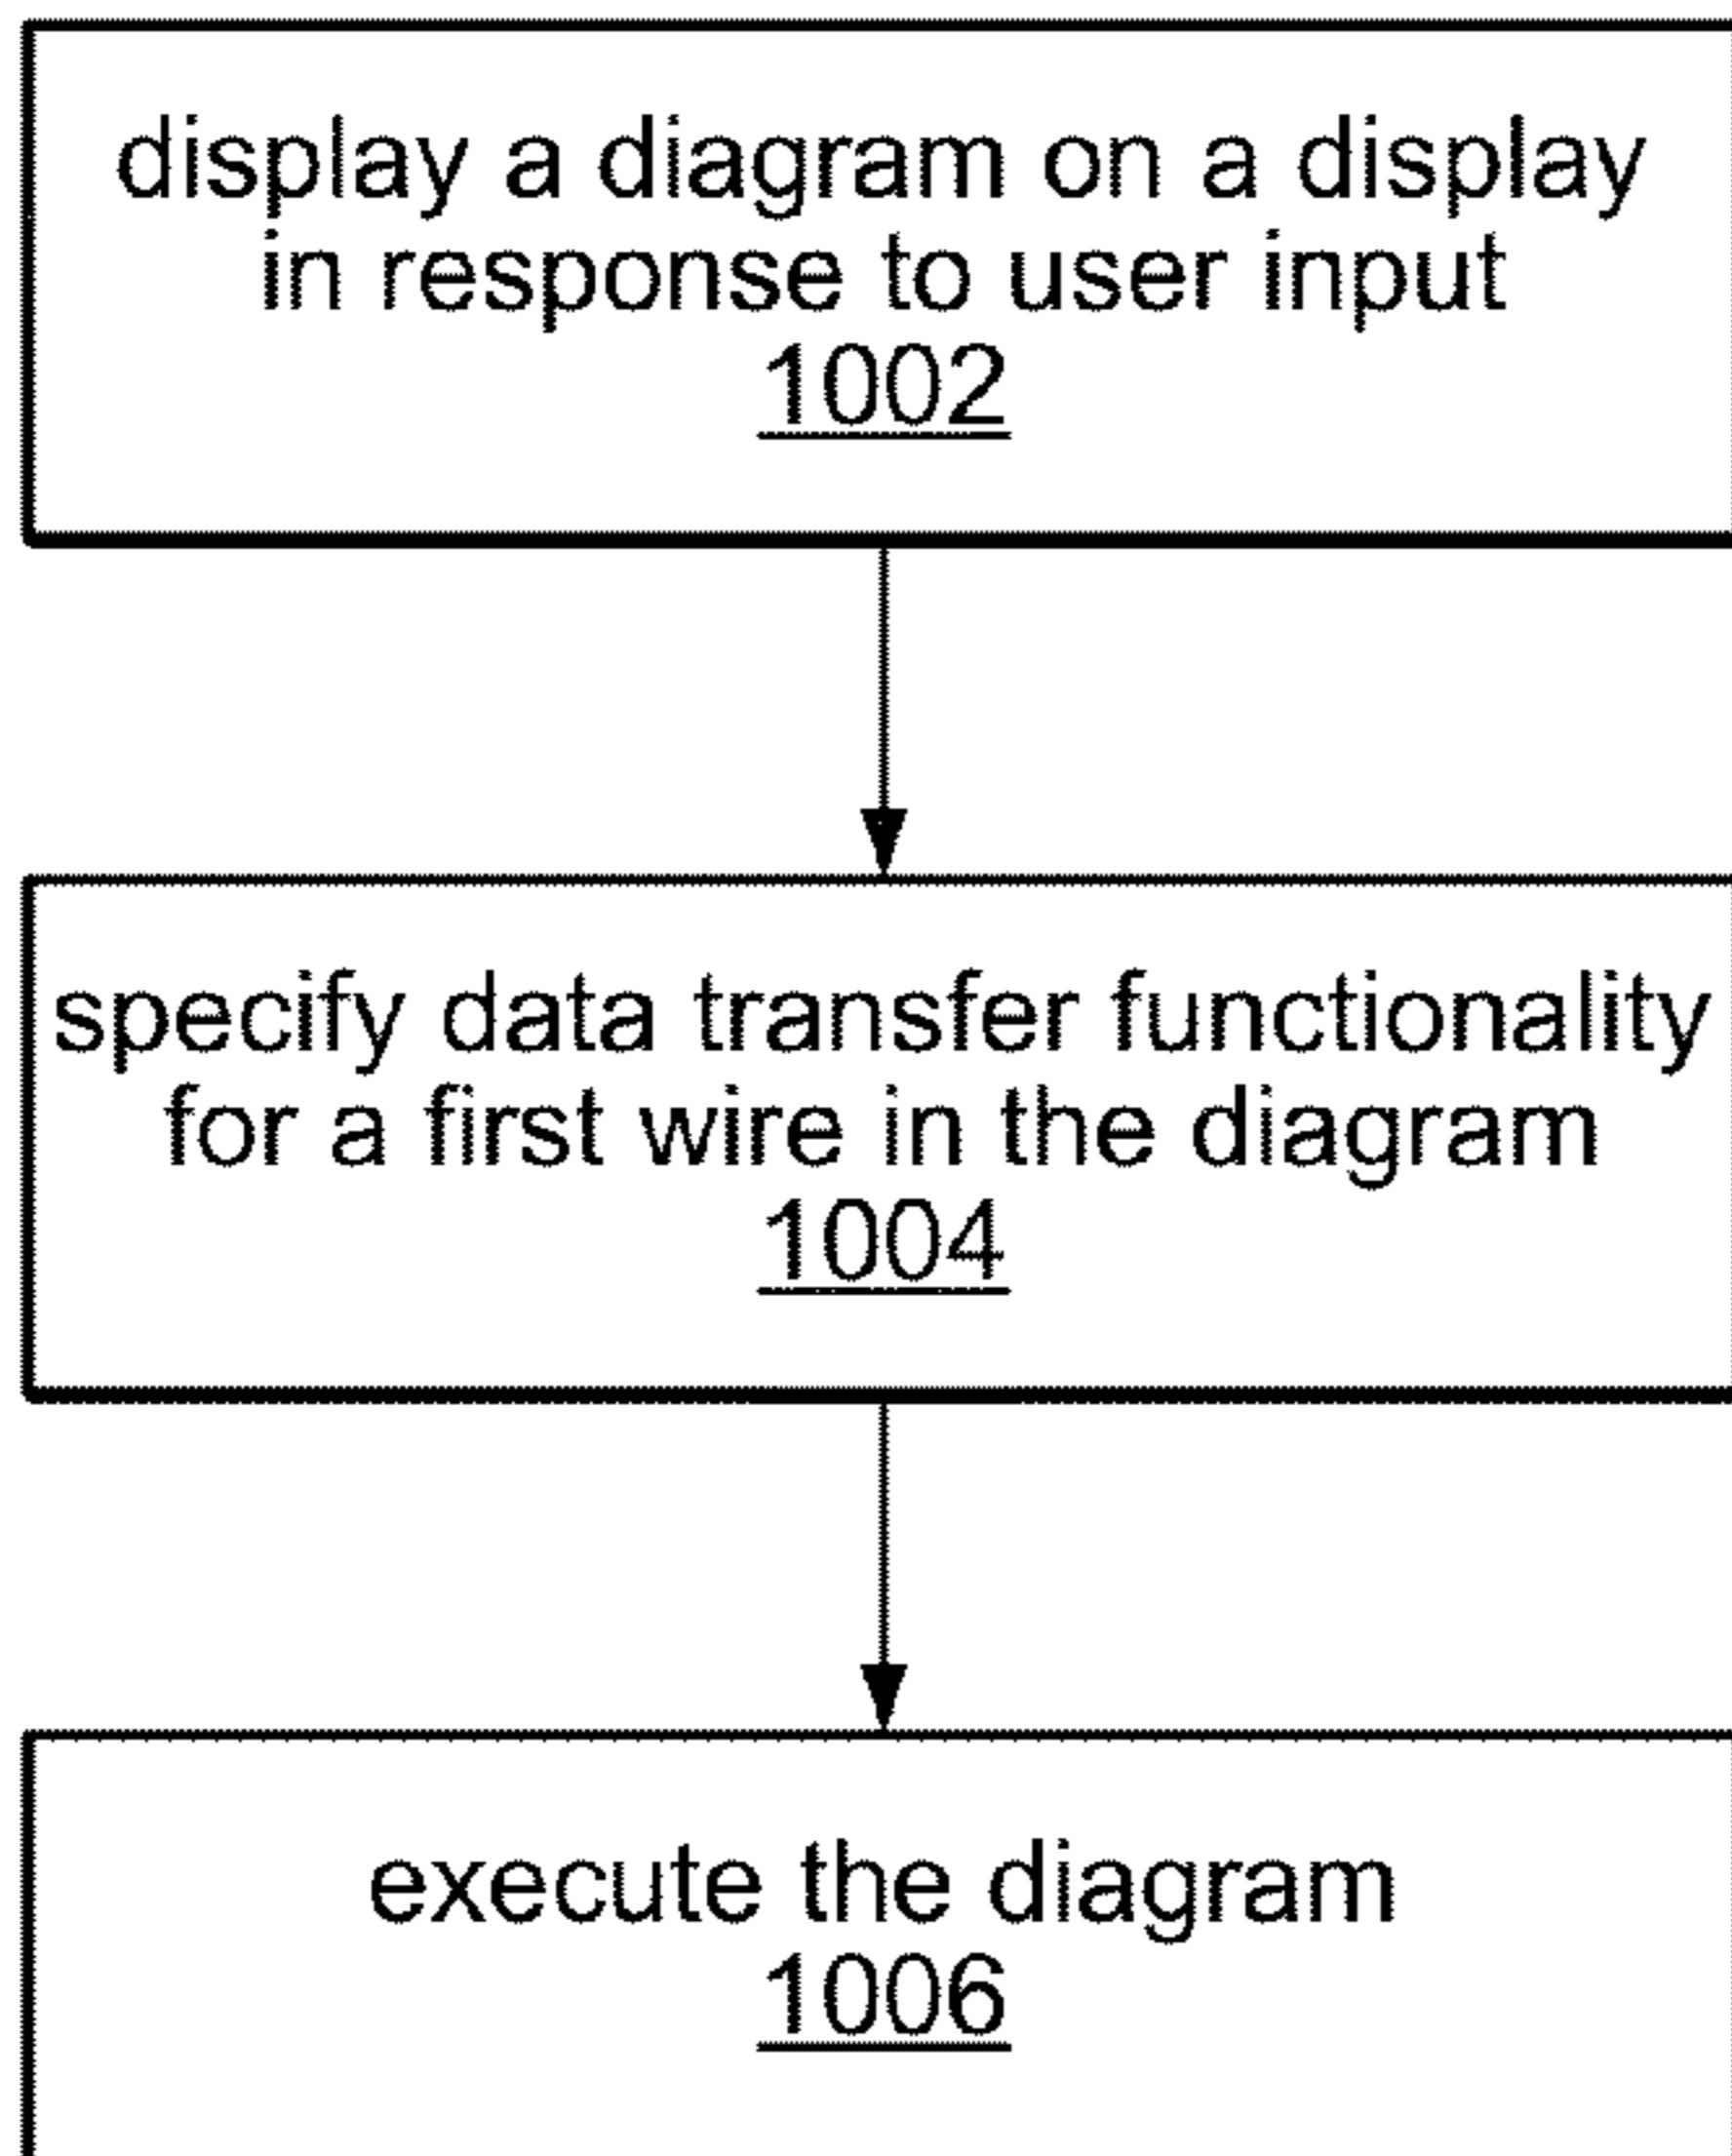 display a diagram on a display
in response to user input
1002
specify data transfer functionality
for a first wire in the diagram
1004
execute the diagram
1006